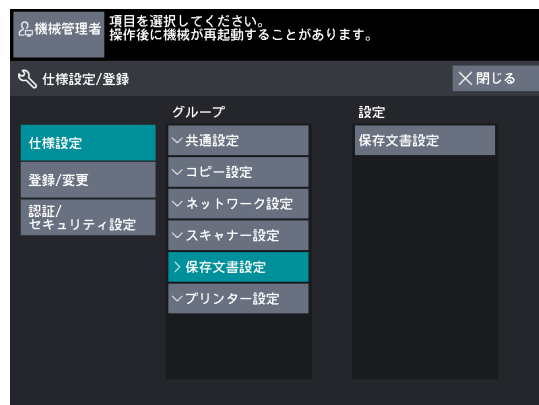 機械管理者
項目を選択してください。
操作後に機械が再起動することがあります。
仕様設定/登録
閉じる
グループ
設定
仕様設定
登録/変更
認証/
セキュリティ設定
共通設定
コピー設定
ネットワーク設定
スキャナー設定
保存文書設定
プリンター設定
保存文書設定